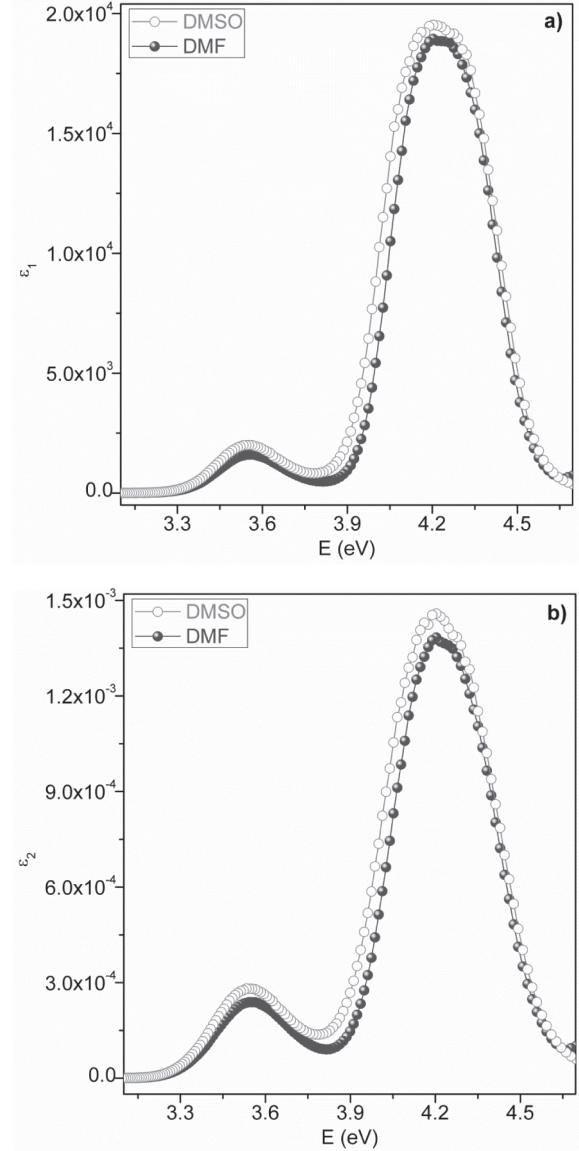 a)
DMSO
DMF
2.0x10⁴
1.5x10⁴
1.0x10⁴
5.0x10³
0.0
ε₁
3.3 3.6 3.9 4.2 4.5
E (eV)
b)
DMSO
DMF
1.5x10⁻³
1.2x10⁻³
9.0x10⁻⁴
6.0x10⁻⁴
3.0x10⁻⁴
0.0
ε₂
3.3 3.6 3.9 4.2 4.5
E (eV)